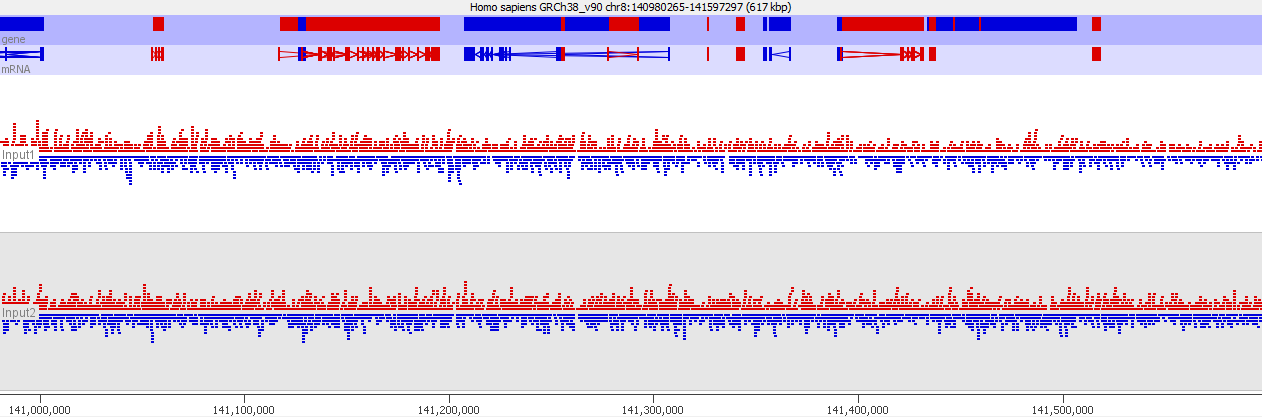 Homo sapiens GRCh38_v90 chr8:140980265-141597297 (617 kbp)
gene
mRNA
Input1
Input2
141,000,000 141,100,000 141,200,000 141,300,000 141,400,000 141,500,000